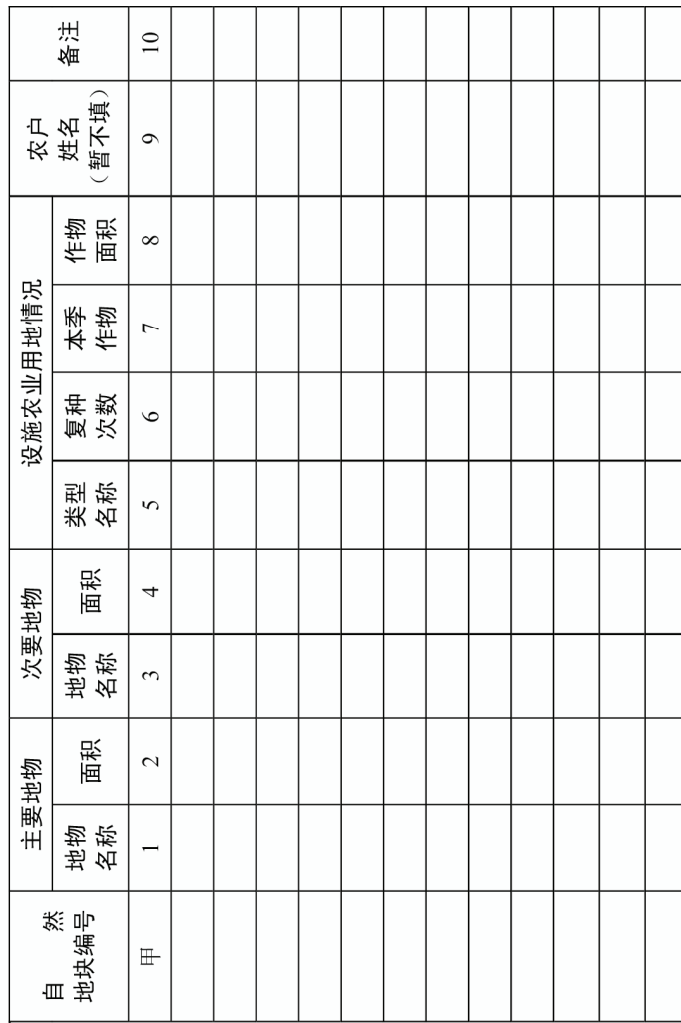 自　　然
地块编号
主要地物
次要地物
设施农业用地情况
农户
姓名
（暂不填）
备注
地物
名称
面积
地物
名称
面积
类型
名称
复种
次数
本季
作物
作物
面积
甲
1
2
3
4
5
6
7
8
9
10